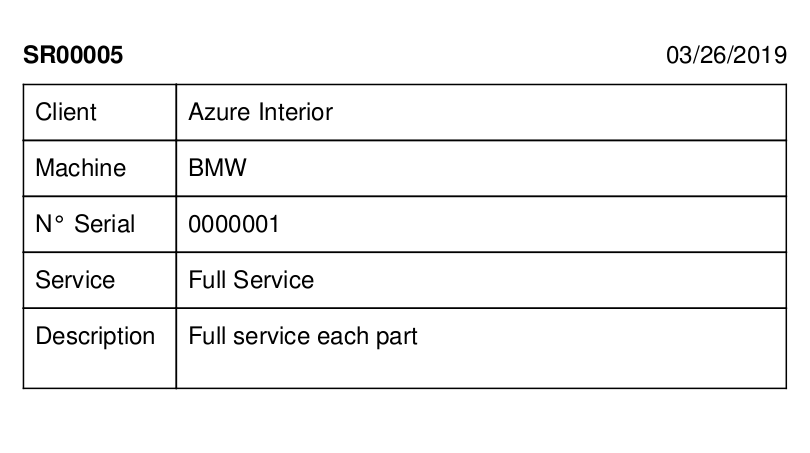 SR00005 03/26/2019
Client Azure Interior
Machine BMW
N° Serial 0000001
Service Full Service
Description Full service each part